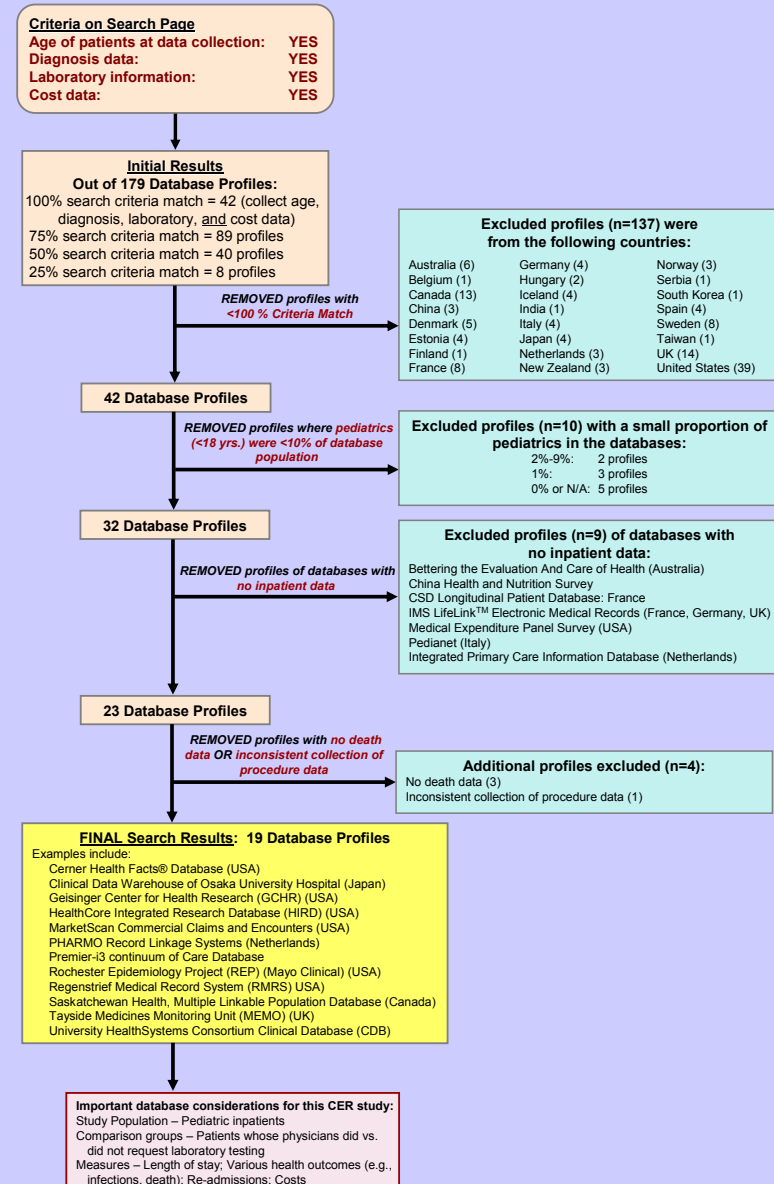 Criteria on Search Page
Age of patients at data collection: YES
Diagnosis data: YES
Laboratory information: YES
Cost data: YES
Initial Results
Out of 179 Database Profiles:
100% search criteria match = 42 (collect age,
diagnosis, laboratory, and cost data)
75% search criteria match = 89 profiles
50% search criteria match = 40 profiles
25% search criteria match = 8 profiles
REMOVED profiles with
<100 % Criteria Match
Excluded profiles (n=137) were
from the following countries:
Australia (6) Germany (4) Norway (3)
Belgium (1) Hungary (2) Serbia (1)
Canada (13) Iceland (4) South Korea (1)
China (3) India (1) Spain (4)
Denmark (5) Italy (4) Sweden (8)
Estonia (4) Japan (4) Taiwan (1)
Finland (1) Netherlands (3) UK (14)
France (8) New Zealand (3) United States (39)
42 Database Profiles
REMOVED profiles where pediatrics
(<18 yrs.) were <10% of database
population
Excluded profiles (n=10) with a small proportion of
pediatrics in the databases:
2%-9%: 2 profiles
1%: 3 profiles
0% or N/A: 5 profiles
32 Database Profiles
REMOVED profiles of databases with
no inpatient data
Excluded profiles (n=9) of databases with
no inpatient data:
Bettering the Evaluation And Care of Health (Australia)
China Health and Nutrition Survey
CSD Longitudinal Patient Database: France
IMS LifeLink™ Electronic Medical Records (France, Germany, UK)
Medical Expenditure Panel Survey (USA)
Pedianet (Italy)
Integrated Primary Care Information Database (Netherlands)
23 Database Profiles
REMOVED profiles with no death
data OR inconsistent collection of
procedure data
Additional profiles excluded (n=4):
No death data (3)
Inconsistent collection of procedure data (1)
FINAL Search Results: 19 Database Profiles
Examples include:
Cerner Health Facts® Database (USA)
Clinical Data Warehouse of Osaka University Hospital (Japan)
Geisinger Center for Health Research (GCHR) (USA)
HealthCore Integrated Research Database (HIRD) (USA)
MarketScan Commercial Claims and Encounters (USA)
PHARMO Record Linkage Systems (Netherlands)
Premier-i3 continuum of Care Database
Rochester Epidemiology Project (REP) (Mayo Clinical) (USA)
Regenstrief Medical Record System (RMRS) USA)
Saskatchewan Health, Multiple Linkable Population Database (Canada)
Tayside Medicines Monitoring Unit (MEMO) (UK)
University HealthSystems Consortium Clinical Database (CDB)
Important database considerations for this CER study:
Study Population – Pediatric inpatients
Comparison groups – Patients whose physicians did vs.
did not request laboratory testing
Measures – Length of stay; Various health outcomes (e.g.,
infections, death); Re-admissions; Costs